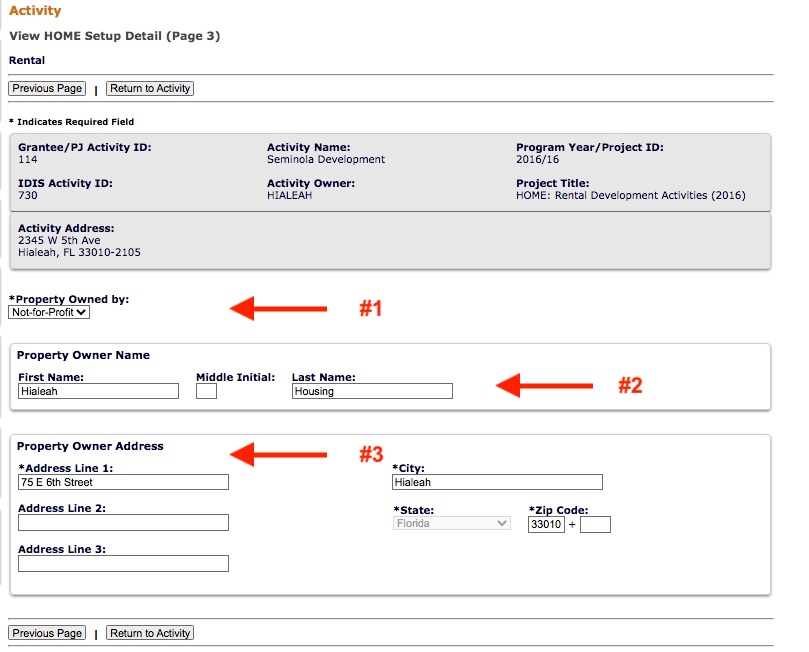 Activity
View HOME Setup Detail (Page 3)
Rental
Previous Page | Return to Activity
* Indicates Required Field
Grantee/PJ Activity ID: Activity Name: Program Year/Project ID:
114 Seminola Development 2016/16
IDIS Activity ID: Activity Owner: Project Title:
730 HIALEAH HOME: Rental Development Activities (2016)
Activity Address:
2345 W 5th Ave
Hialeah, FL 33010-2105
*Property Owned by:
Not-for-Profit #1
Property Owner Name
First Name: Middle Initial: Last Name:
Hialeah Housing #2
Property Owner Address #3
*Address Line 1: *City:
75 E 6th Street Hialeah
Address Line 2: *State: *Zip Code:
Florida 33010 +
Address Line 3:
Previous Page | Return to Activity